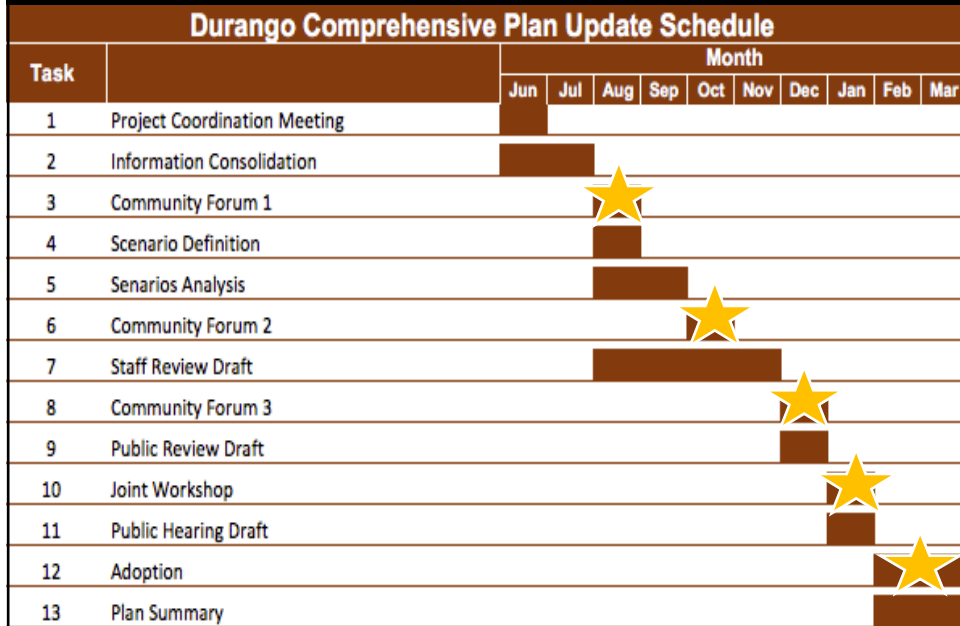 Durango Comprehensive Plan Update Schedule
Task
Month
Jun Jul Aug Sep Oct Nov Dec Jan Feb Mar
1 Project Coordination Meeting
2 Information Consolidation
3 Community Forum 1
4 Scenario Definition
5 Senarios Analysis
6 Community Forum 2
7 Staff Review Draft
8 Community Forum 3
9 Public Review Draft
10 Joint Workshop
11 Public Hearing Draft
12 Adoption
13 Plan Summary